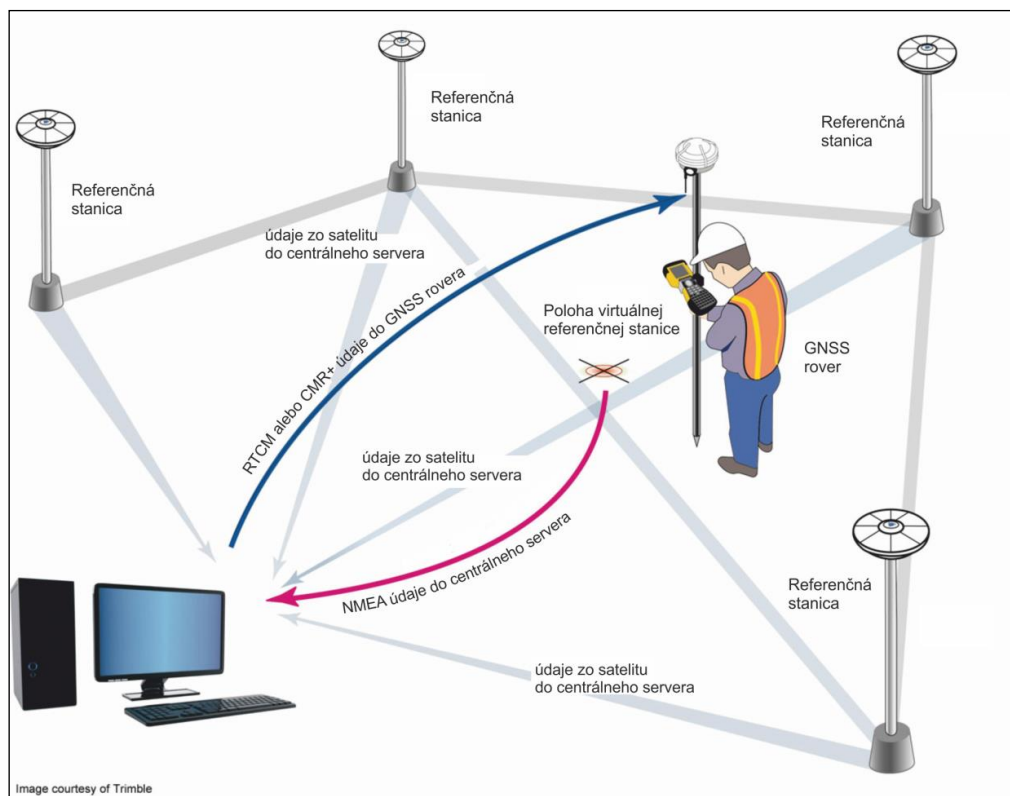 Referenčná
stanica
Referenčná
stanica
Referenčná
stanica
údaje zo satelitu
do centrálneho servera
RTCM alebo CMR+ údaje do GNSS rovera
Poloha virtuálnej
referenčnej stanice
GNSS
rover
údaje zo satelitu
do centrálneho servera
NMEA údaje do centrálneho servera
Referenčná
stanica
údaje zo satelitu
do centrálneho servera
Image courtesy of Trimble